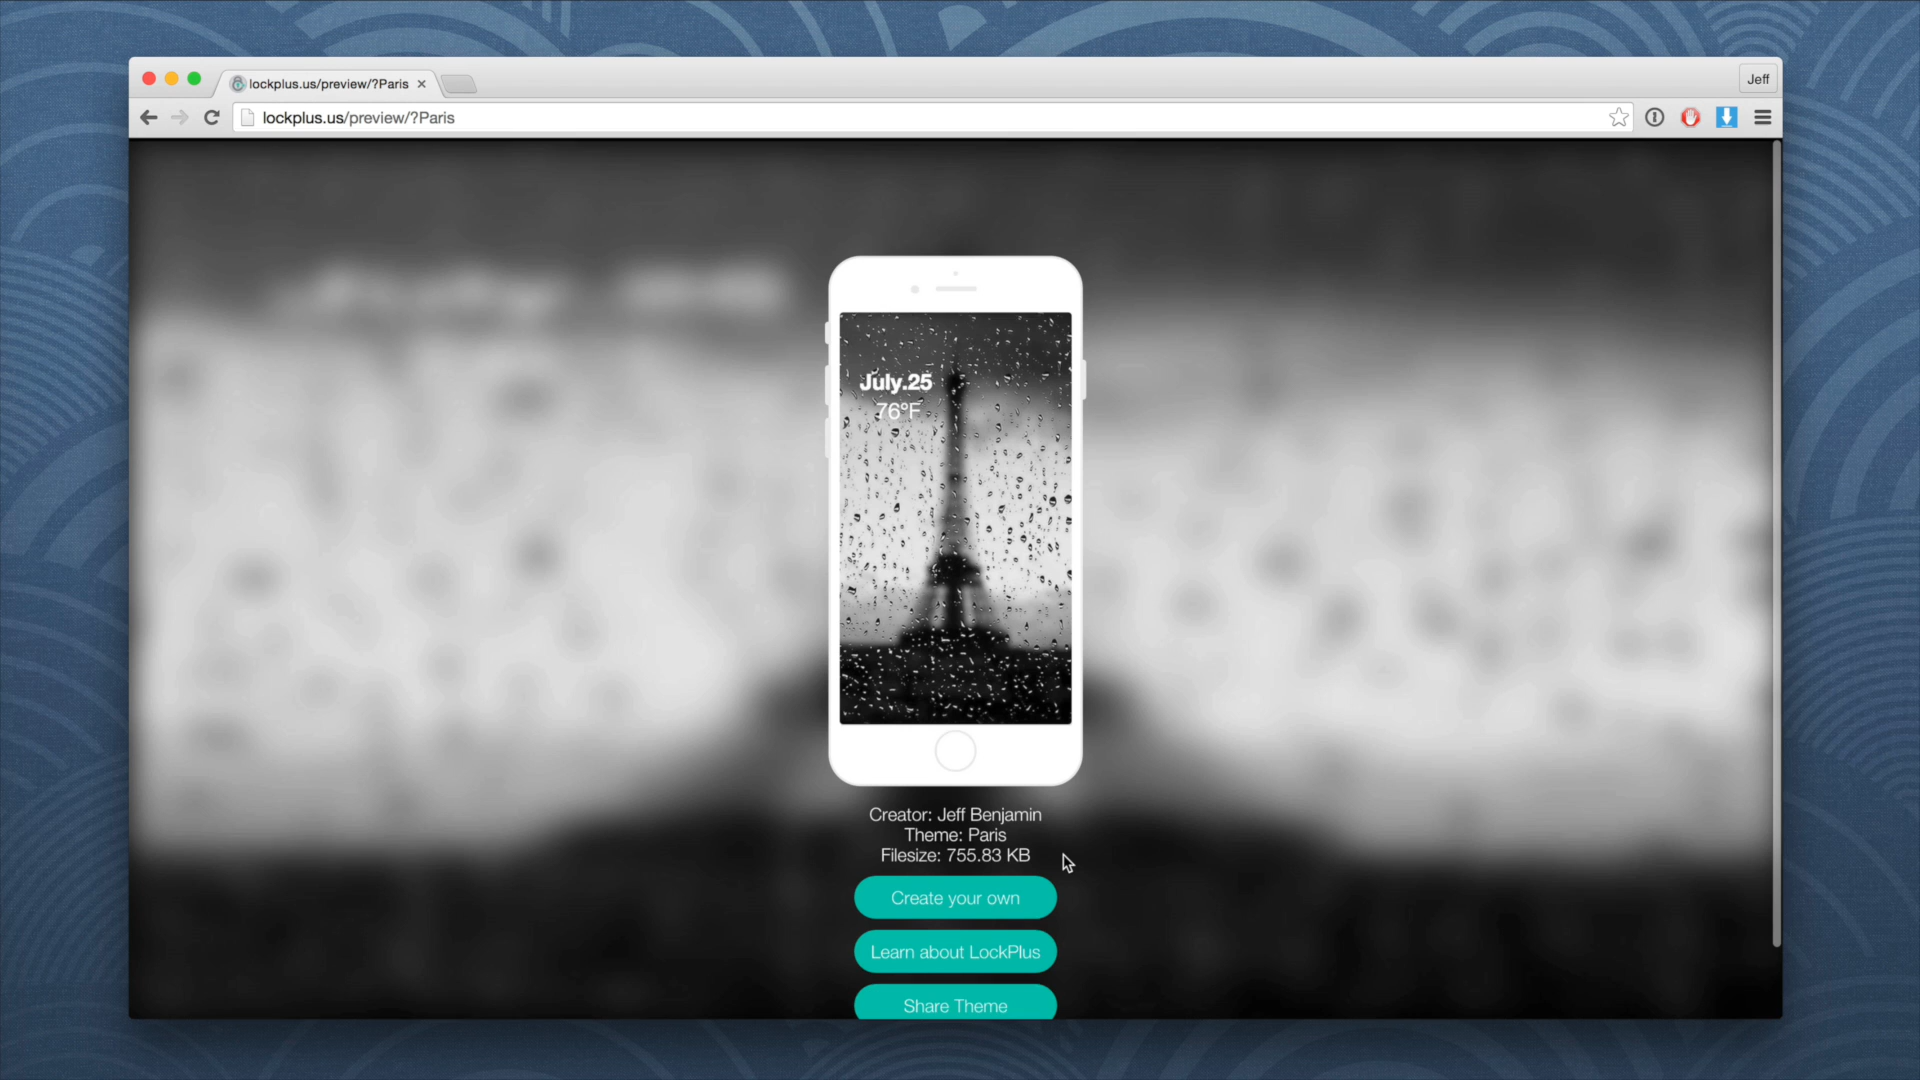 lockplus.us/preview/?Paris
Jeff
lockplus.us/preview/?Paris
July.25
76°F
Creator: Jeff Benjamin
Theme: Paris
Filesize: 755.83 KB
Create your own
Learn about LockPlus
Share Theme